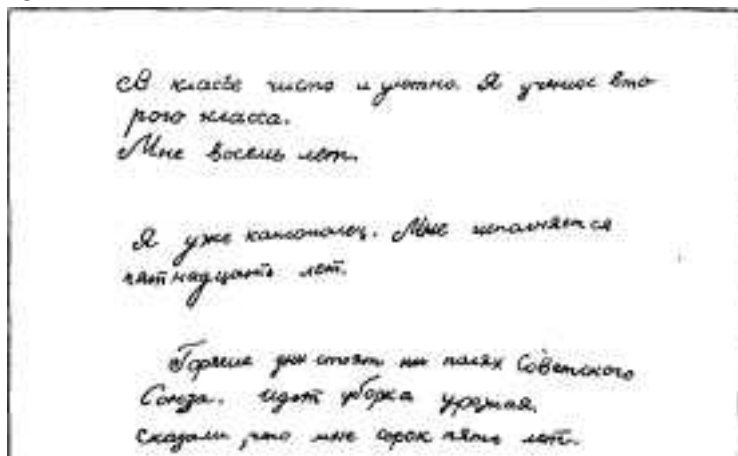 В классе чисто и уютно. Я ученик вто
рого класса.
Мне восемь лет.
Я уже комсомолец. Мне исполняется
пятнадцать лет.
Горячие дни стоят на полях Советского
Союза. Идёт уборка урожая.
Сказали, что мне сорок пять лет.